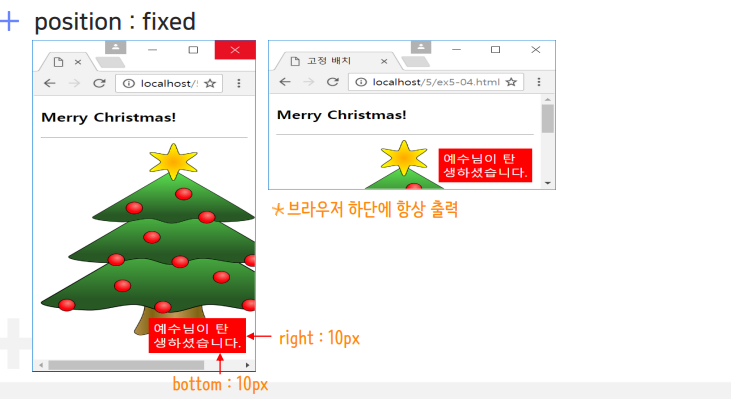 position : fixed
localhost/
Merry Christmas!
예수님이 탄
생하셨습니다.
right : 10px
bottom : 10px
고정 배치
localhost/5/ex5-04.html
Merry Christmas!
예수님이 탄
생하셨습니다.
*브라우저 하단에 항상 출력